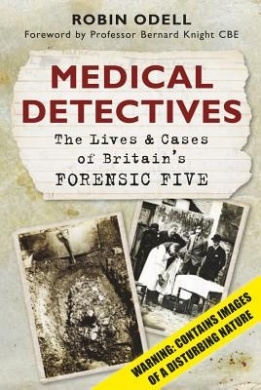 ROBIN ODELL
Foreword by Professor Bernard Knight CBE
MEDICAL
DETECTIVES
The Lives & Cases
of Britain's
FORENSIC FIVE
WARNING: CONTAINS IMAGES
OF A DISTURBING NATURE